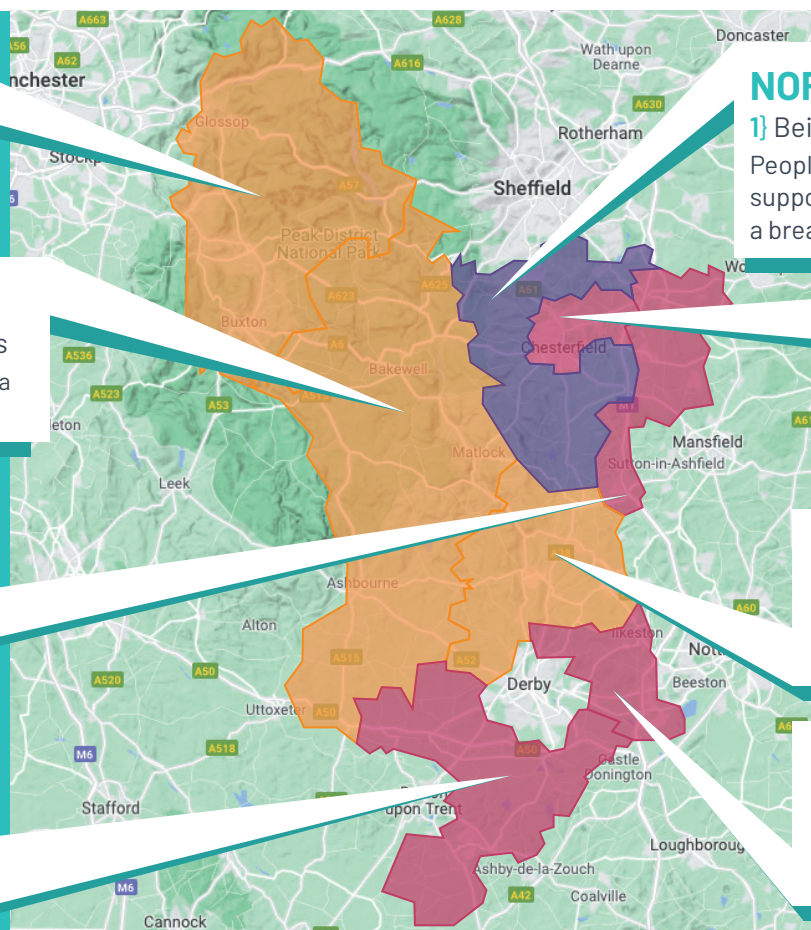 A663
A628
Doncaster
A56
A62
Wath upon
Dearne
A616
nchester
NOR
A630
1} Bei
Glossop
Rotherham
Peopl
Stockp
A57
Sheffield
suppo
6
Peak District
National Park
a brea
A625
A61
A623
Buxton
s
A6
Chesterfield
A536
Bakewell
a
A515
A523
A53
M1
A61
eton
Mansfield
Matlock
Sutton-in-Ashfield
Leek
A38
Ashbourne
A60
Alton
Ilkeston
Nott
A515
A52
A50
A520
Derby
Beeston
Uttoxeter
A50
A6
A518
A50
M6
Castle
Donington
Stafford
upon Trent
Loughboroug
Ashby-de-la-Zouch
M6
A42
Coalville
Cannock